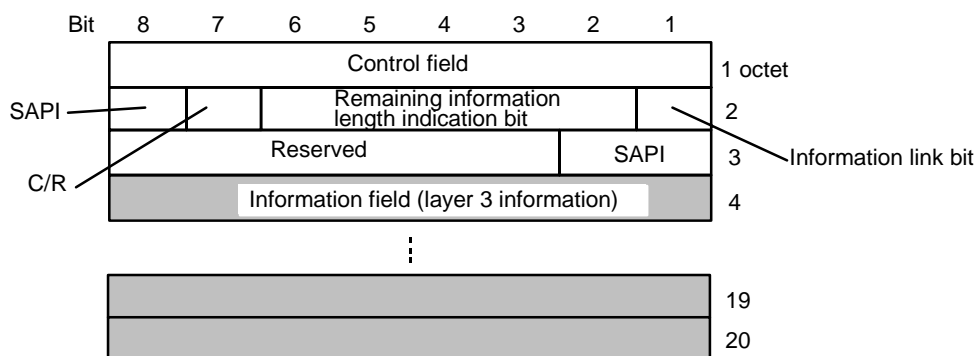 Bit 8 7 6 5 4 3 2 1
Control field 1 octet
SAPI Remaining information
length indication bit 2
Reserved SAPI 3 Information link bit
C/R
Information field (layer 3 information) 4
19
20